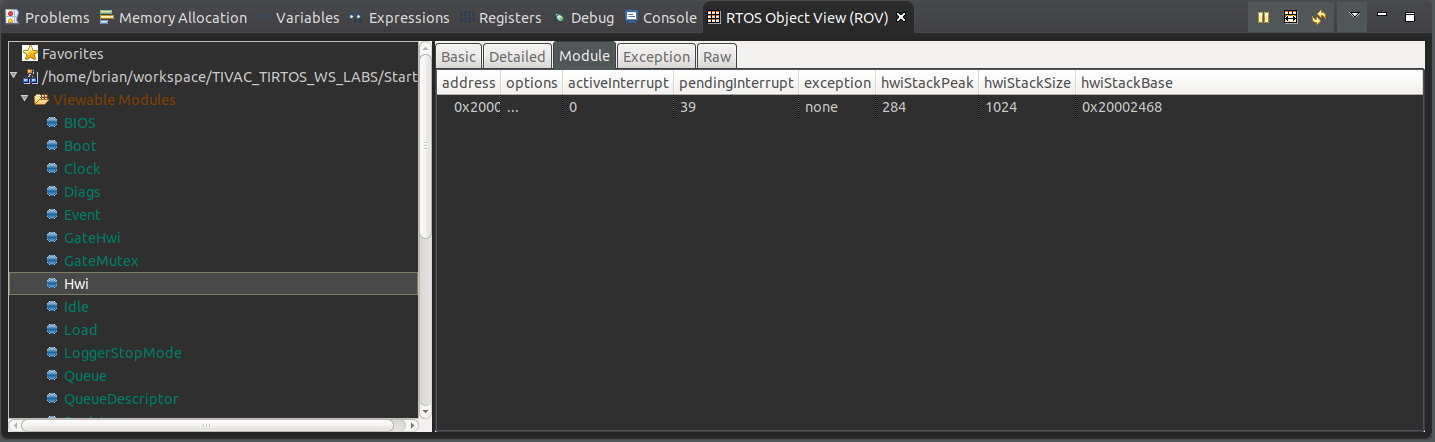 Problems Memory Allocation Variables Expressions Registers Debug Console RTOS Object View (ROV)
Favorites
/home/brian/workspace/TIVAC_TIRTOS_WS_LABS/Start
Viewable Modules
BIOS
Boot
Clock
Diags
Event
GateHwi
GateMutex
Hwi
Idle
Load
LoggerStopMode
Queue
QueueDescriptor
Basic Detailed Module Exception Raw
address options activeInterrupt pendingInterrupt exception hwiStackPeak hwiStackSize hwiStackBase
0x200 ... 0 39 none 284 1024 0x20002468